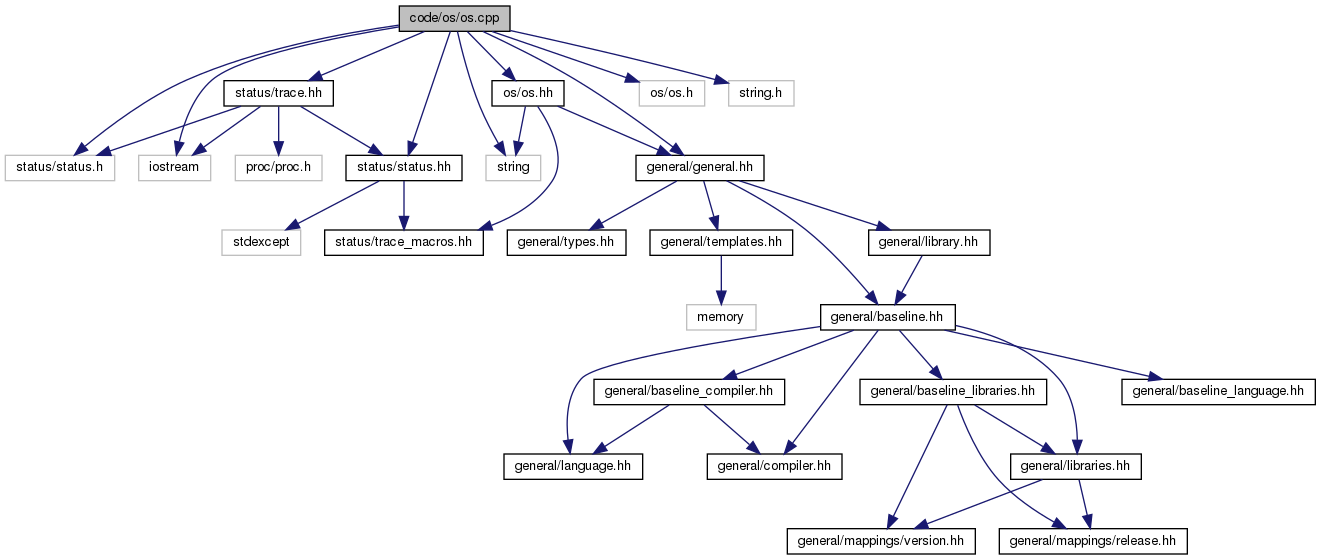 code/os/os.cpp
status/trace.hh
os/os.hh
os/os.h
string.h
status/status.h
iostream
proc/proc.h
status/status.hh
string
general/general.hh
stdexcept
status/trace_macros.hh
general/types.hh
general/templates.hh
general/library.hh
memory
general/baseline.hh
general/baseline_compiler.hh
general/baseline_libraries.hh
general/baseline_language.hh
general/language.hh
general/compiler.hh
general/libraries.hh
general/mappings/version.hh
general/mappings/release.hh